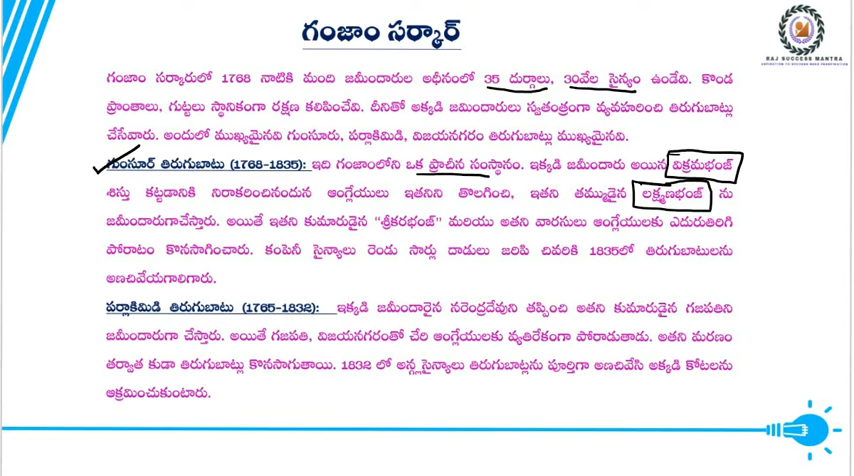 గంజాం సర్కార్
RAJ SUCCESS MANTRA
గంజాం సర్కారులో 1768 నాటికి మంది జమీందారుల అధీనంలో 35 దుర్గాలు, 30వేల సైన్యం ఉండేవి. కొండ
ప్రాంతాలు, గుట్టలు స్థానికంగా రక్షణ కలిపించేవి. దీనితో అక్కడి జమిందారులు స్వతంత్రంగా వ్యవహరించి తిరుగుబాట్లు
చేసేవారు. అందులో ముఖ్యమైనవి గుంసూరు, పర్లాకిమిడి, విజయనగరం తిరుగుబాట్లు ముఖ్యమైనవి.
గుంసూర్ తిరుగుబాటు (1768-1835): ఇది గంజాంలోని ఒక ప్రాచీన సంస్థానం. ఇక్కడి జమీందారు అయిన విక్రమభంజ్
శిస్తు కట్టడానికి నిరాకరించినందున ఆంగ్లేయులు ఇతనిని తొలగించి, ఇతని తమ్ముడైన లక్ష్మణభంజ్ ను
జమీందారుగాచేస్తారు. అయితే ఇతని కుమారుడైన "శ్రీకరభంజ్" మరియు అతని వారసులు ఆంగ్లేయులకు ఎదురుతిరిగి
పోరాటం కొనసాగించారు. కంపెనీ సైన్యాలు రెండు సార్లు దాడులు జరిపి చివరికి 1835లో తిరుగుబాటులను
అణచివేయగాలిగారు.
పర్లాకిమిడి తిరుగుబాటు (1765-1832): ఇక్కడి జమీందారైన నరేంద్రదేవుని తప్పించి అతని కుమారుడైన గజపతిని
జమీందారుగా చేస్తారు. అయితే గజపతి, విజయనగరంతో చేరి ఆంగ్లేయులకు వ్యతిరేకంగా పోరాడుతాడు. అతని మరణం
తర్వాత కుడా తిరుగుబాట్లు కొనసాగుతాయి. 1832 లో అన్గ్లసైన్యాలు తిరుగుబాట్లను పూర్తిగా అణచివేసి అక్కడి కోటలను
ఆక్రమించుకుంటారు.